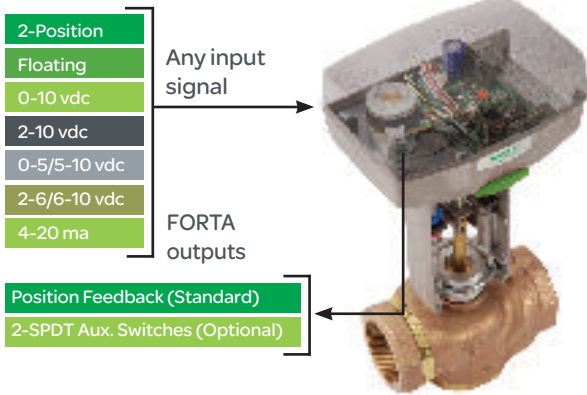 2-Position
Floating
0-10 vdc
2-10 vdc
0-5/5-10 vdc
2-6/6-10 vdc
4-20 ma
Any input
signal
FORTA
outputs
Position Feedback (Standard)
2-SPDT Aux. Switches (Optional)